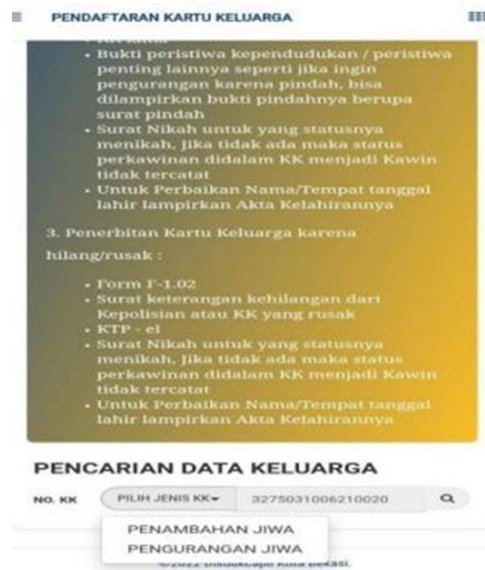 PENDAFTARAN KARTU KELUARGA
• Bukti peristiwa kependudukan / peristiwa
penting lainnya seperti jika ingin
pengurangan karena pindah, bisa
dilampirkan bukti pindahnya berupa
surat pindah
• Surat Nikah untuk yang statusnya
menikah, Jika tidak ada maka status
perkawinan didalam KK menjadi Kawin
tidak tercatat
• Untuk Perbaikan Nama/Tempat tanggal
lahir lampirkan Akta Kelahirannya
3. Penerbitan Kartu Keluarga karena
hilang/rusak :
• Form F-1.02
• Surat keterangan kehilangan dari
Kepolisian atau KK yang rusak
• KTP - el
• Surat Nikah untuk yang statusnya
menikah, Jika tidak ada maka status
perkawinan didalam KK menjadi Kawin
tidak tercatat
• Untuk Perbaikan Nama/Tempat tanggal
lahir lampirkan Akta Kelahirannya
PENCARIAN DATA KELUARGA
NO. KK PILIH JENIS KK 3275031006210020
PENAMBAHAN JIWA
PENGURANGAN JIWA
©2022 Disdukcapil Kota Bekasi.